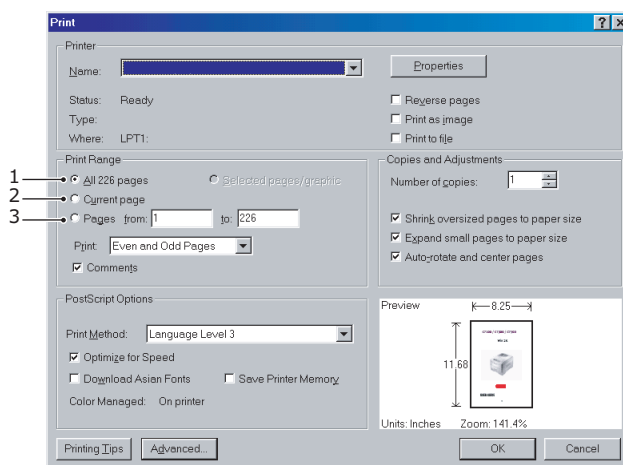 Print
Printer
Name:
Properties
Status: Ready
Reverse pages
Type:
Print as image
Where: LPT1:
Print to file
Print Range
Copies and Adjustments
1
All 226 pages
Selected pages/graphic
Number of copies: 1
2
Current page
3
Pages from: 1 to: 226
Shrink oversized pages to paper size
Print: Even and Odd Pages
Expand small pages to paper size
Comments
Auto-rotate and center pages
PostScript Options
Preview
8.25
Print Method: Language Level 3
Optimize for Speed
11.68
Download Asian Fonts
Save Printer Memory
Color Managed: On printer
Units: Inches Zoom: 141.4%
Printing Tips
Advanced...
OK
Cancel